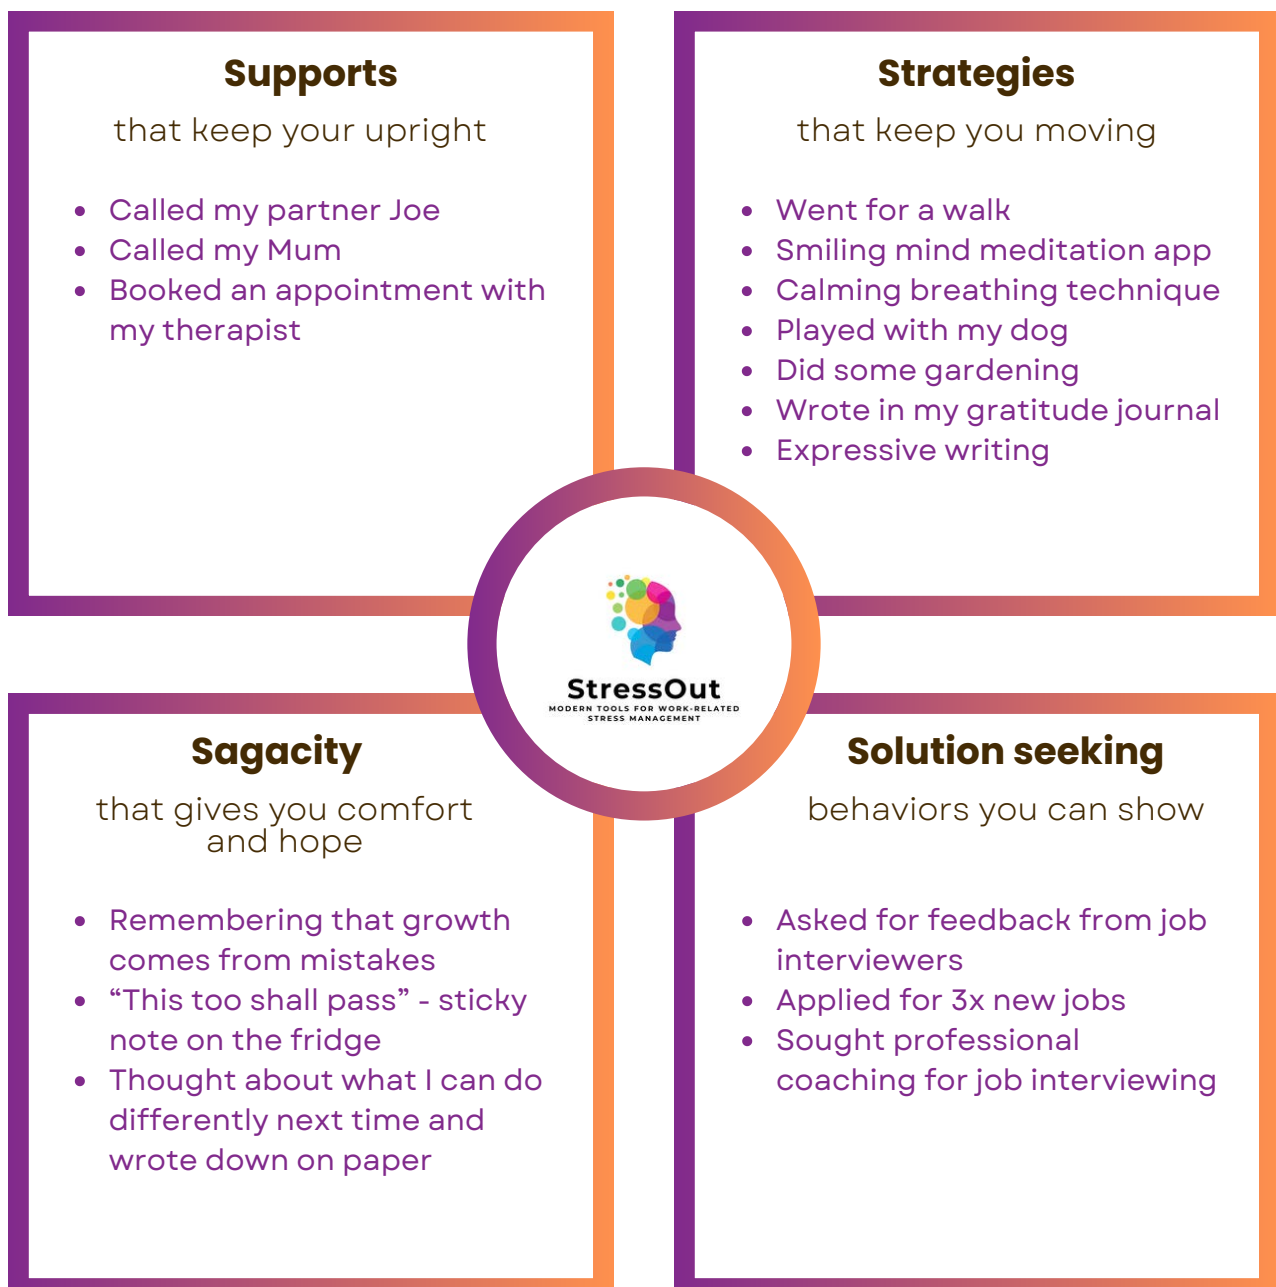 Supports
that keep your upright
• Called my partner Joe
• Called my Mum
• Booked an appointment with
my therapist
Strategies
that keep you moving
• Went for a walk
• Smiling mind meditation app
• Calming breathing technique
• Played with my dog
• Did some gardening
• Wrote in my gratitude journal
• Expressive writing
StressOut
MODERN TOOLS FOR WORK-RELATED
STRESS MANAGEMENT
Sagacity
that gives you comfort
and hope
• Remembering that growth
comes from mistakes
• “This too shall pass” - sticky
note on the fridge
• Thought about what I can do
differently next time and
wrote down on paper
Solution seeking
behaviors you can show
• Asked for feedback from job
interviewers
• Applied for 3x new jobs
• Sought professional
coaching for job interviewing